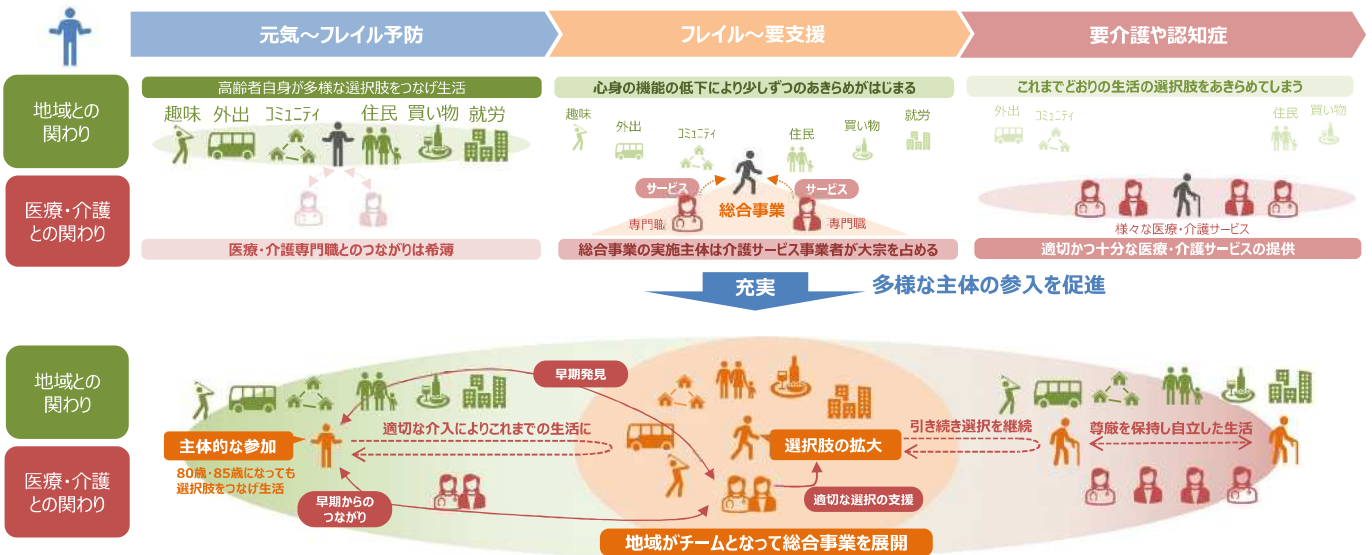 元気～フレイル予防
フレイル～要支援
要介護や認知症
地域との
関わり
高齢者自身が多様な選択肢をつなげ生活
趣味 外出 コミュニティ 住民 買い物 就労
心身の機能の低下により少しずつのあきらめがはじまる
趣味 外出 コミュニティ 住民 買い物 就労
これまでどおりの生活の選択肢をあきらめてしまう
外出 コミュニティ 住民 買い物
医療・介護
との関わり
医療・介護専門職とのつながりは希薄
サービス サービス
総合事業
専門職 専門職
総合事業の実施主体は介護サービス事業者が大宗を占める
様々な医療・介護サービス
適切かつ十分な医療・介護サービスの提供
充実
多様な主体の参入を促進
地域との
関わり
医療・介護
との関わり
早期発見
主体的な参加
80歳・85歳になっても
選択肢をつなげ生活
適切な介入によりこれまでの生活に
早期からの
つながり
選択肢の拡大
適切な選択の支援
引き続き選択を継続
尊厳を保持し自立した生活
地域がチームとなって総合事業を展開